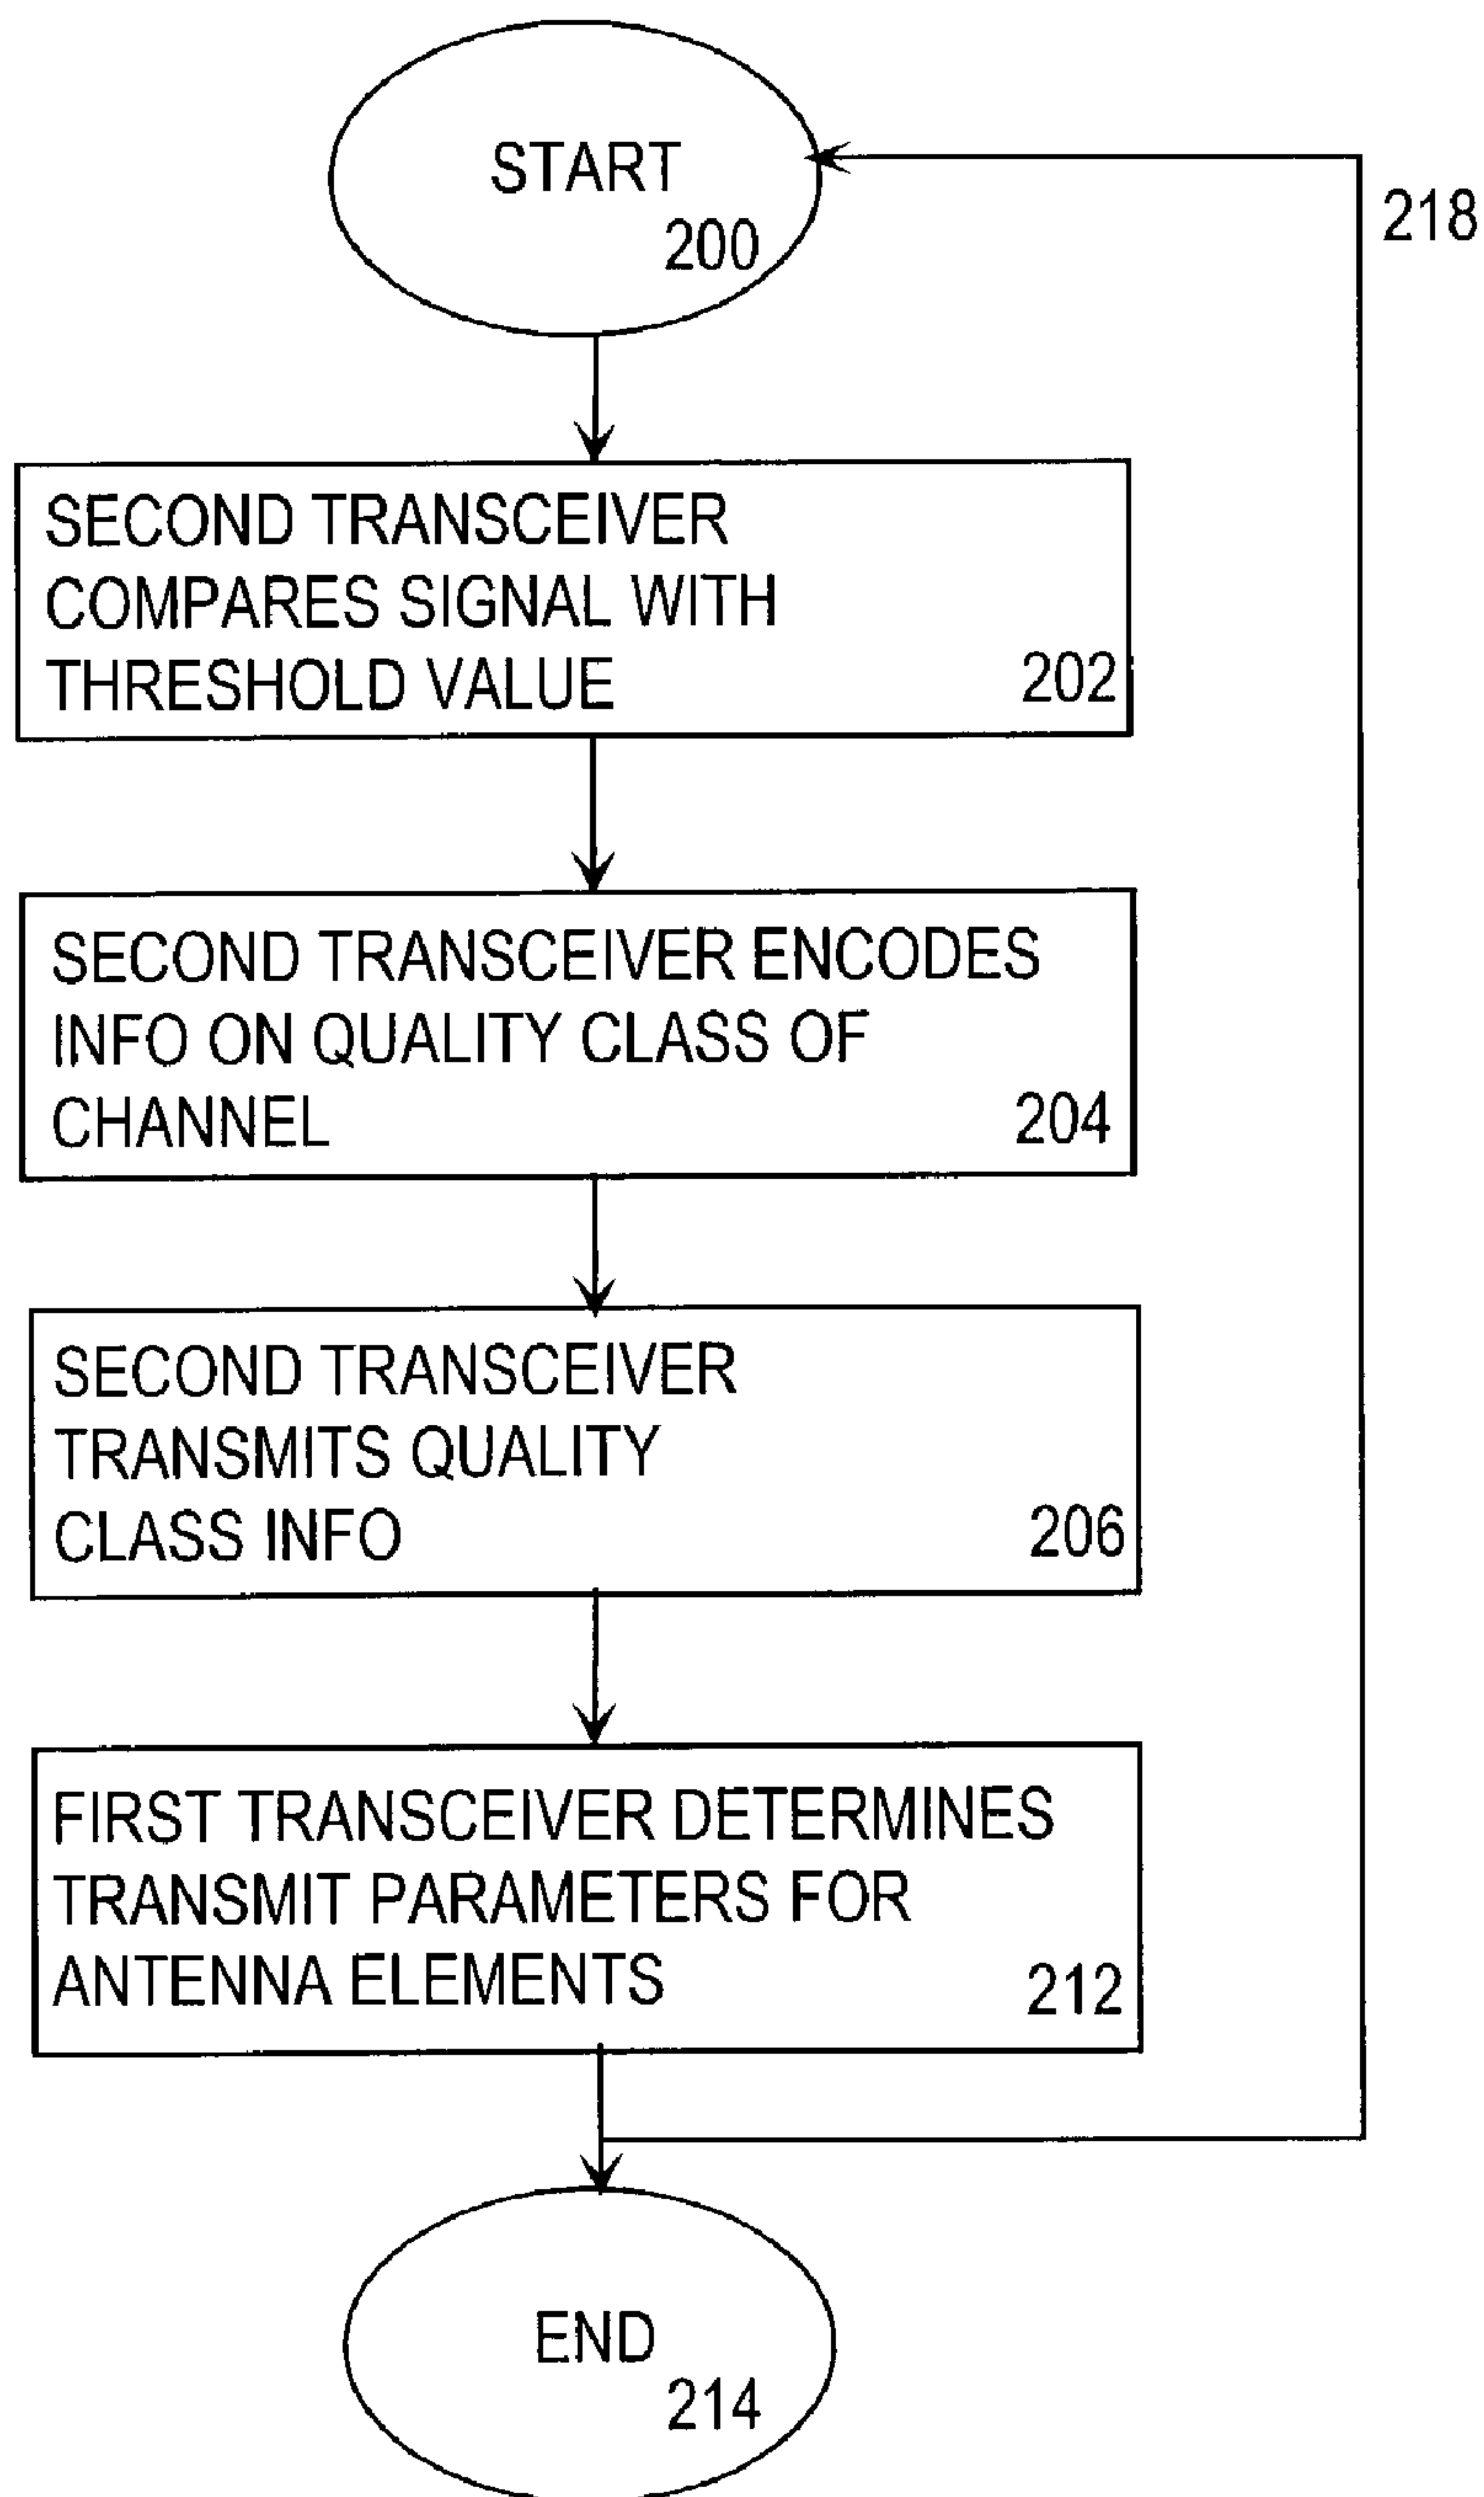 START
200
218
SECOND TRANSCEIVER
COMPARES SIGNAL WITH
THRESHOLD VALUE
202
SECOND TRANSCEIVER ENCODES
INFO ON QUALITY CLASS OF
CHANNEL
204
SECOND TRANSCEIVER
TRANSMITS QUALITY
CLASS INFO
206
FIRST TRANSCEIVER DETERMINES
TRANSMIT PARAMETERS FOR
ANTENNA ELEMENTS
212
END
214